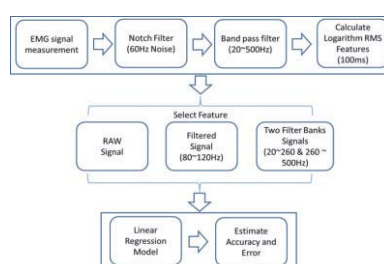 EMG signal
measurement
Notch Filter
(60Hz Noise)
Band pass filter
(20~500Hz)
Calculate
Logarithm RMS
Features
(100ms)
Select Feature
RAW
Signal
Filtered
Signal
(80~120Hz)
Two Filter Banks
Signals
(20~260 & 260 ~
500Hz)
Linear
Regression
Model
Estimate
Accuracy and
Error